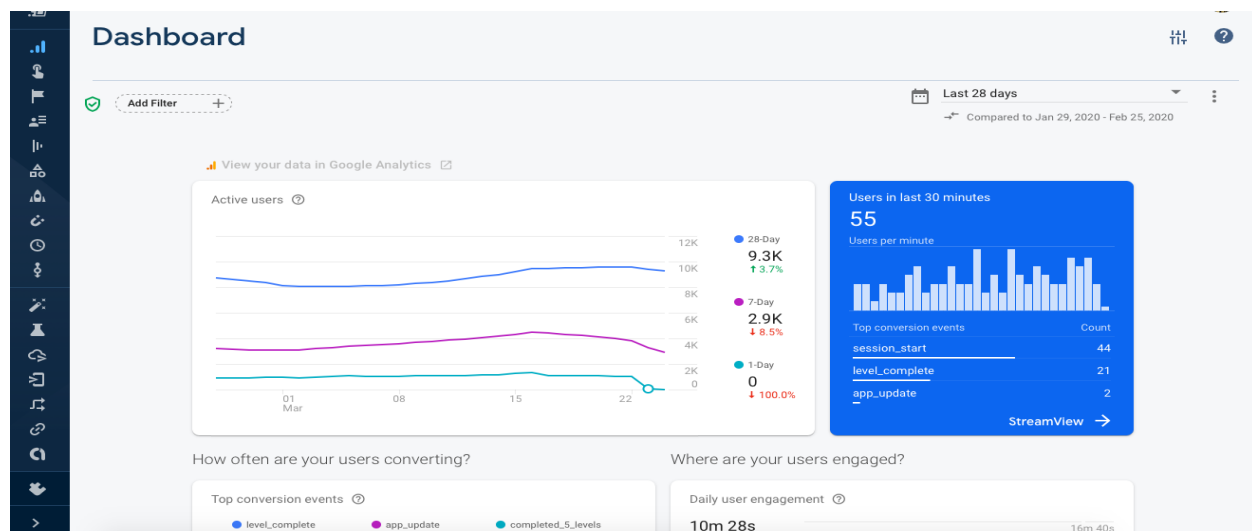 Dashboard
Add Filter +
Last 28 days
Compared to Jan 29, 2020 - Feb 25, 2020
View your data in Google Analytics
Active users
12K
10K
8K
6K
4K
2K
0
01
Mar
08
15
22
28-Day
9.3K
↑ 3.7%
7-Day
2.9K
↓ 8.5%
1-Day
0
↓ 100.0%
Users in last 30 minutes
55
Users per minute
Top conversion events Count
session_start 44
level_complete 21
app_update 2
StreamView →
How often are your users converting?
Top conversion events
level_complete app_update completed_5_levels
Where are your users engaged?
Daily user engagement
10m 28s
16m 40s